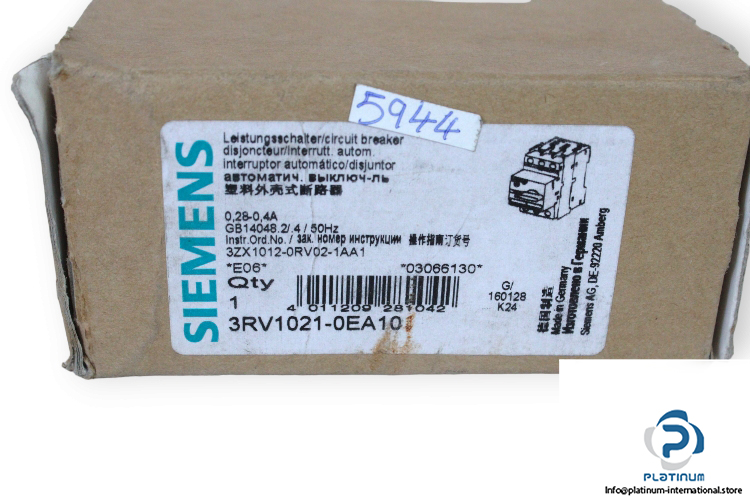 5944
SIEMENS
Leistungsschalter/circuit breaker
disjoncteur/interrutt. autom.
interruptor automático/disjuntor
автоматич. выключ-ль
塑料外壳式断路器
0,28-0,4A
GB14048.2/.4 / 50Hz
Instr.Ord.No./ зак. номер инструкции 操作指南订货号
3ZX1012-0RV02-1AA1
*E06* *03066130*
Qty
1
4 011209 281042
3RV1021-0EA10
G/
160128
K24
德国制造
Made in Germany
Изготовлено в Германии
Siemens AG, DE-92220 Amberg
PLATINUM
Info@platinum-international.store